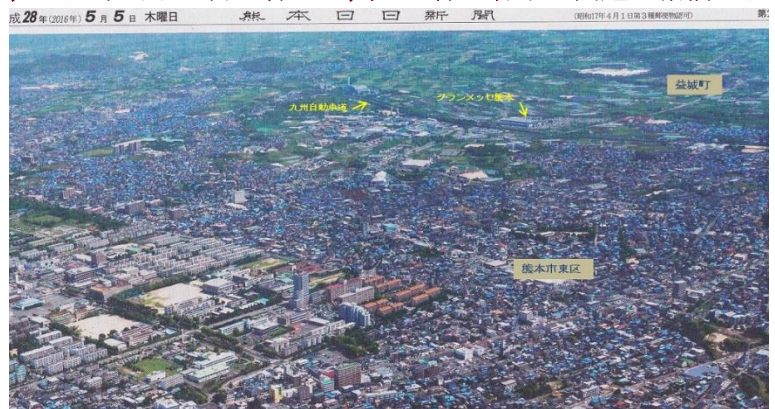 成28年(2016年) 5月5日 木曜日 熊本日日新聞 (昭和17年4月1日第3種郵便物認可) 第
益城町
九州自動車道
グランメッセ熊本
熊本市東区